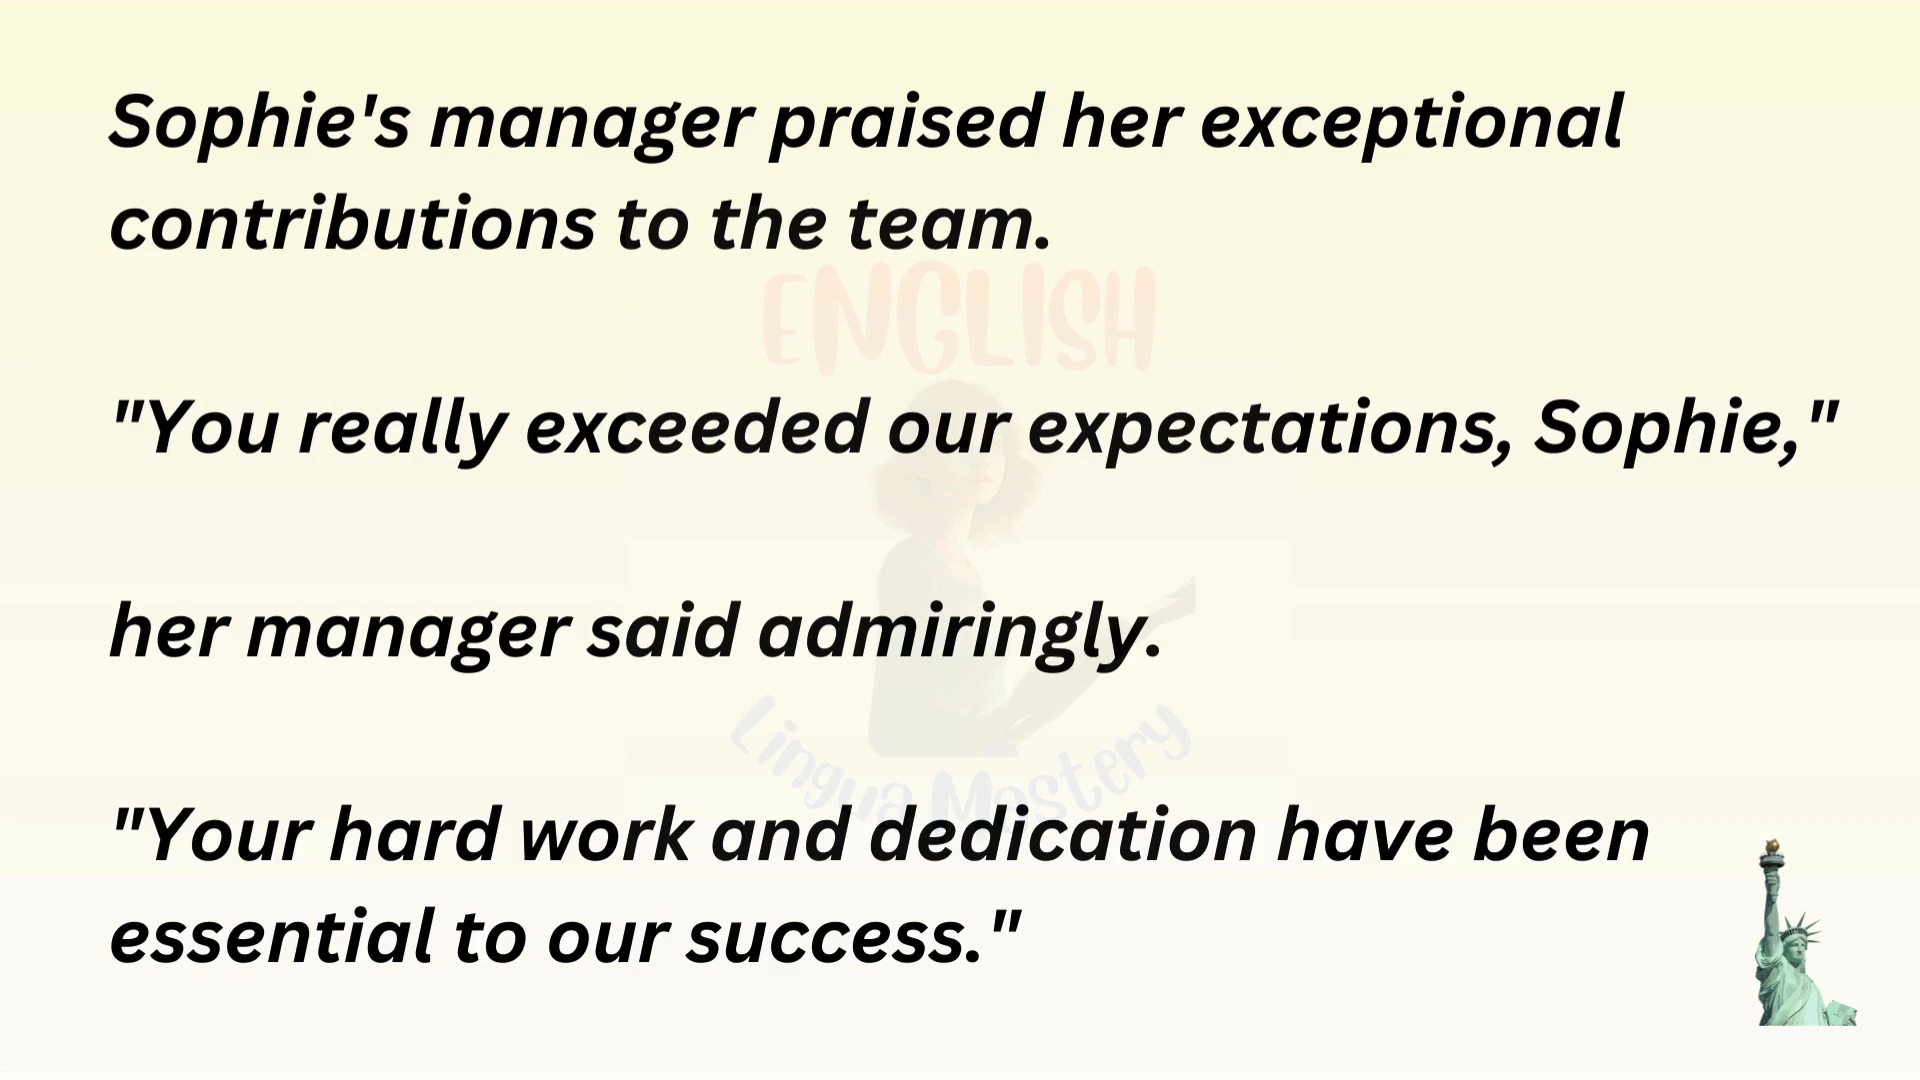 Sophie's manager praised her exceptional
contributions to the team.
ENGLISH
"You really exceeded our expectations, Sophie,"
her manager said admiringly.
Lingua Mastery
"Your hard work and dedication have been
essential to our success."